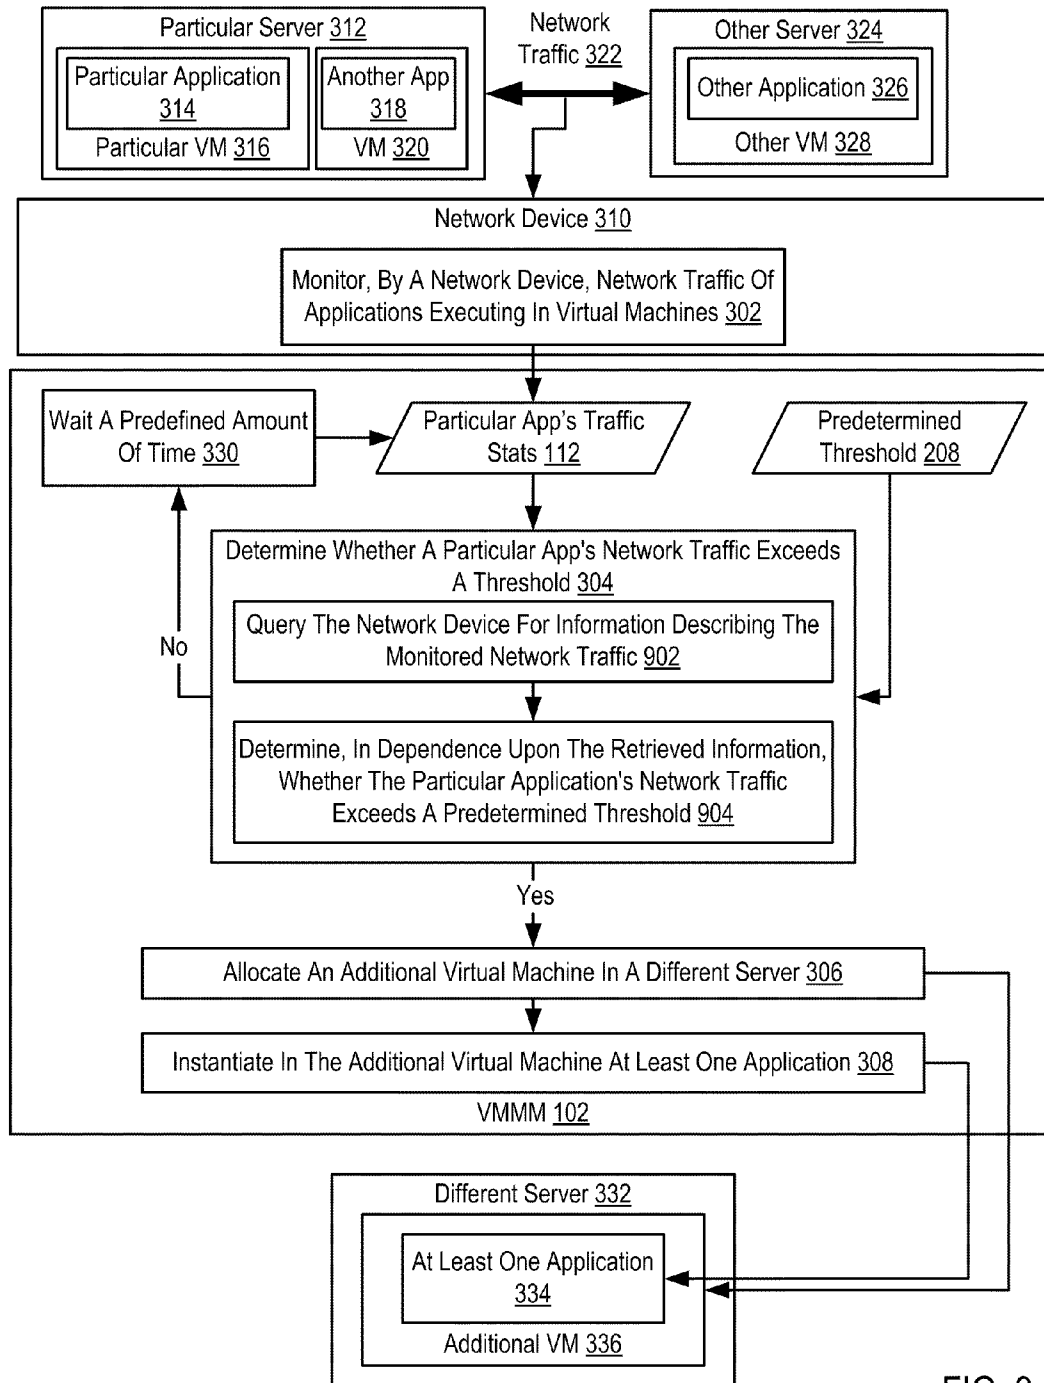 Particular Server 312
Particular Application
314
Particular VM 316
Another App
318
VM 320
Network
Traffic 322
Other Server 324
Other Application 326
Other VM 328
Network Device 310
Monitor, By A Network Device, Network Traffic Of
Applications Executing In Virtual Machines 302
Wait A Predefined Amount
Of Time 330
Particular App's Traffic
Stats 112
Predetermined
Threshold 208
Determine Whether A Particular App's Network Traffic Exceeds
A Threshold 304
Query The Network Device For Information Describing The
Monitored Network Traffic 902
No
Determine, In Dependence Upon The Retrieved Information,
Whether The Particular Application's Network Traffic
Exceeds A Predetermined Threshold 904
Yes
Allocate An Additional Virtual Machine In A Different Server 306
Instantiate In The Additional Virtual Machine At Least One Application 308
VMMM 102
Different Server 332
At Least One Application
334
Additional VM 336